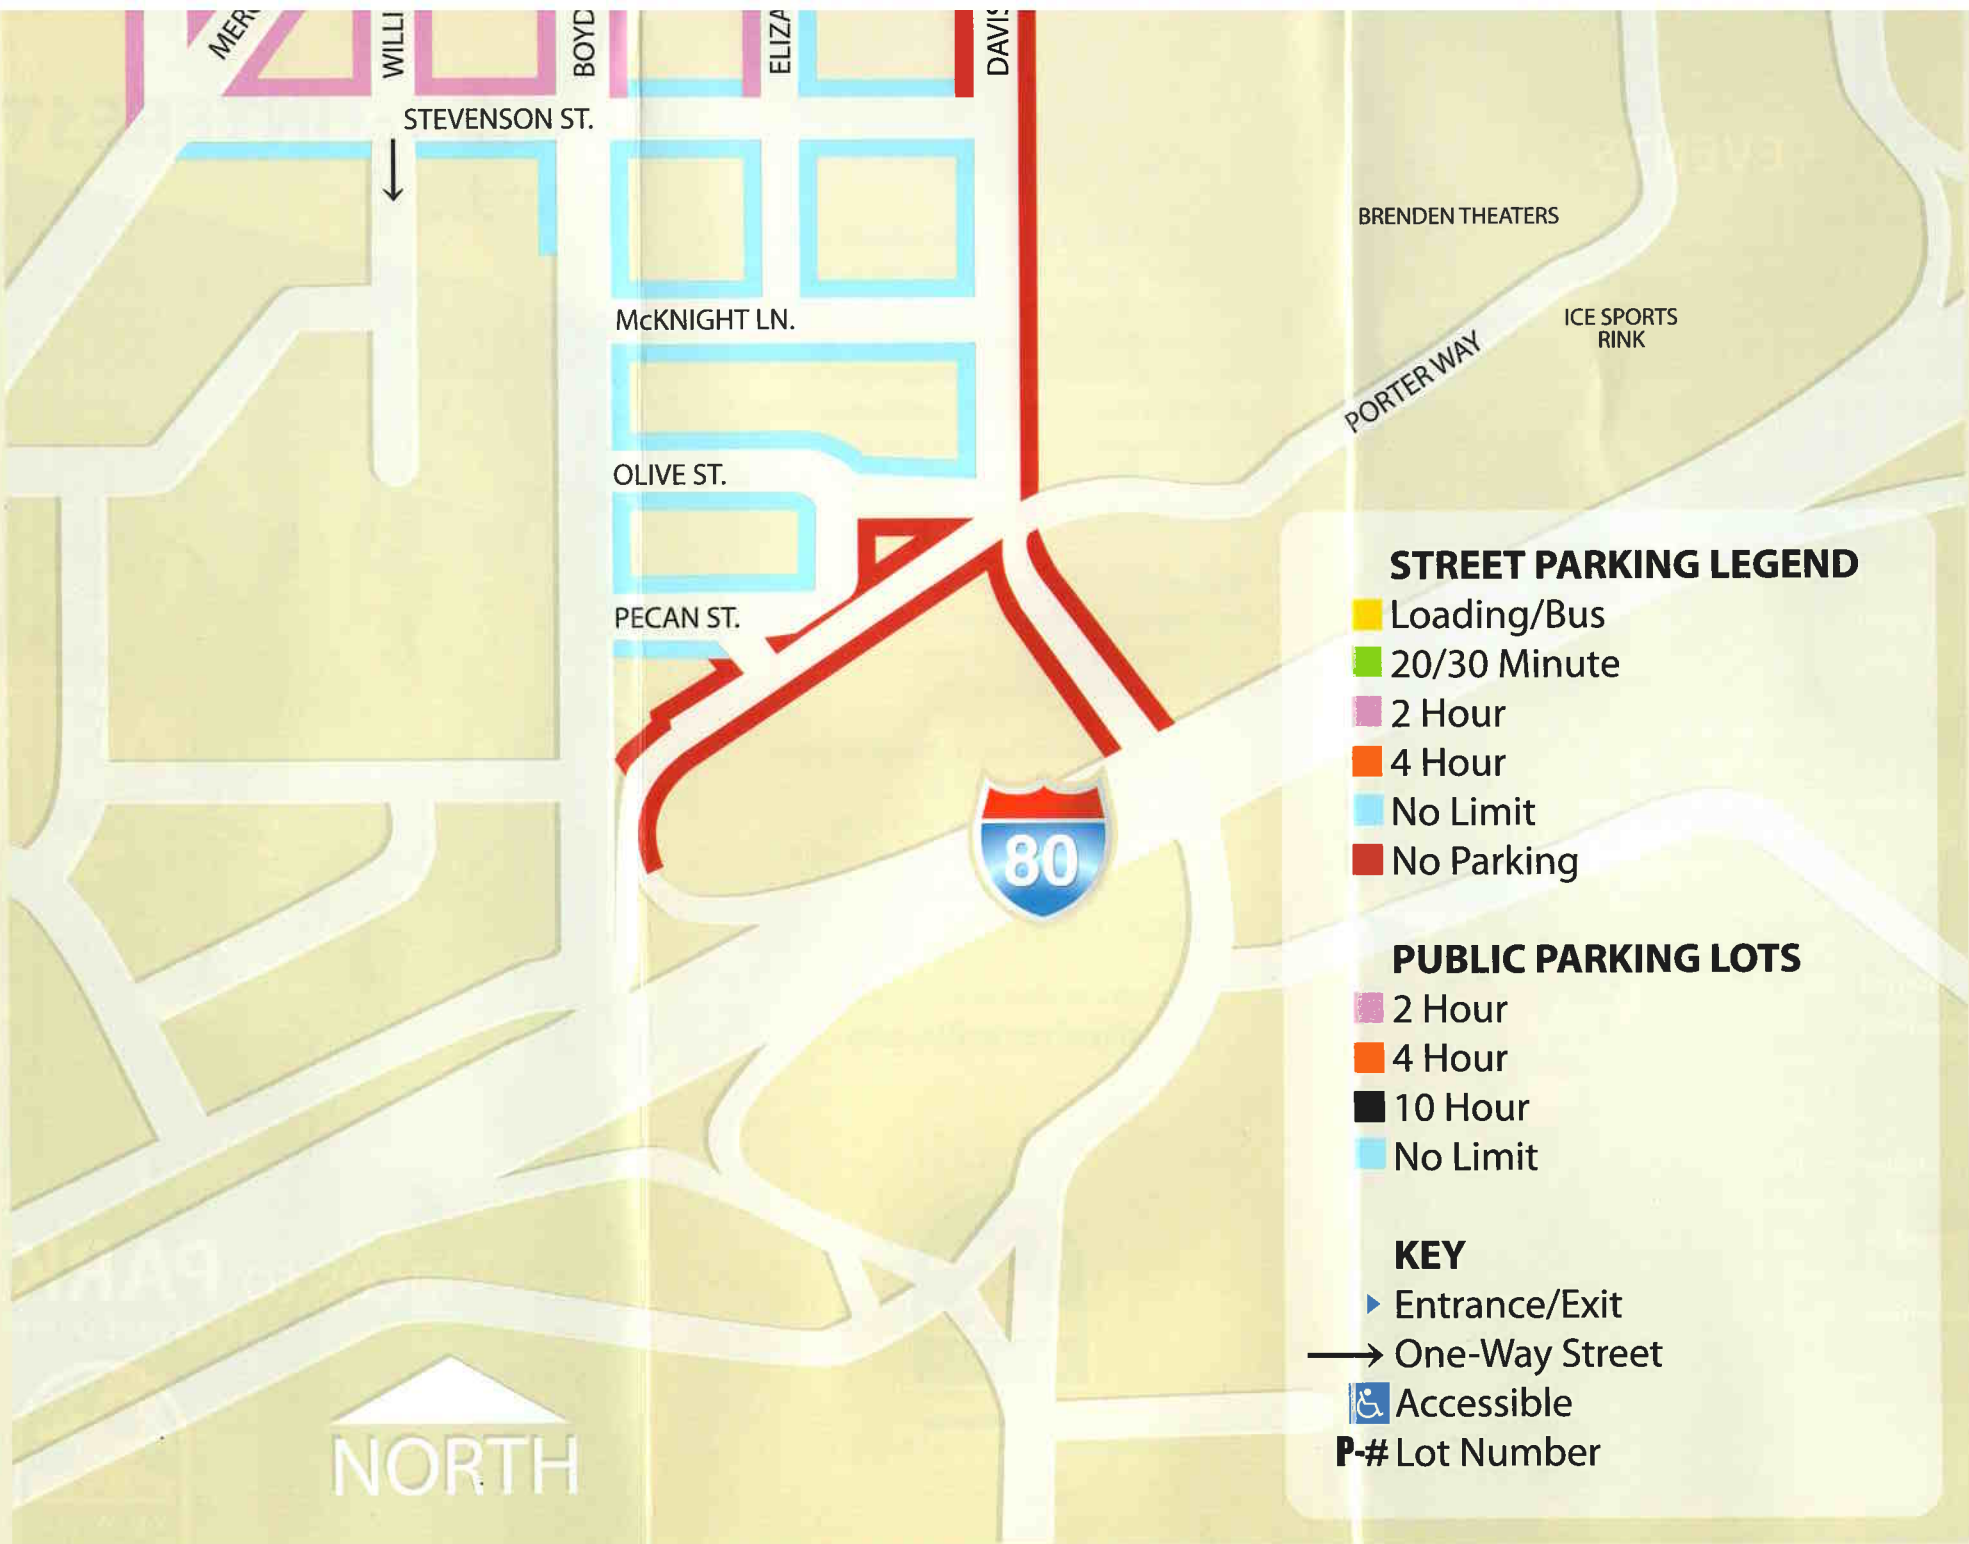 MER
WILLI
BOYD
ELIZA
DAVIS
STEVENSON ST.
BRENDEN THEATERS
McKNIGHT LN.
ICE SPORTS
RINK
PORTER WAY
OLIVE ST.
PECAN ST.
80
STREET PARKING LEGEND
Loading/Bus
20/30 Minute
2 Hour
4 Hour
No Limit
No Parking
PUBLIC PARKING LOTS
2 Hour
4 Hour
10 Hour
No Limit
KEY
Entrance/Exit
One-Way Street
Accessible
P-# Lot Number
NORTH